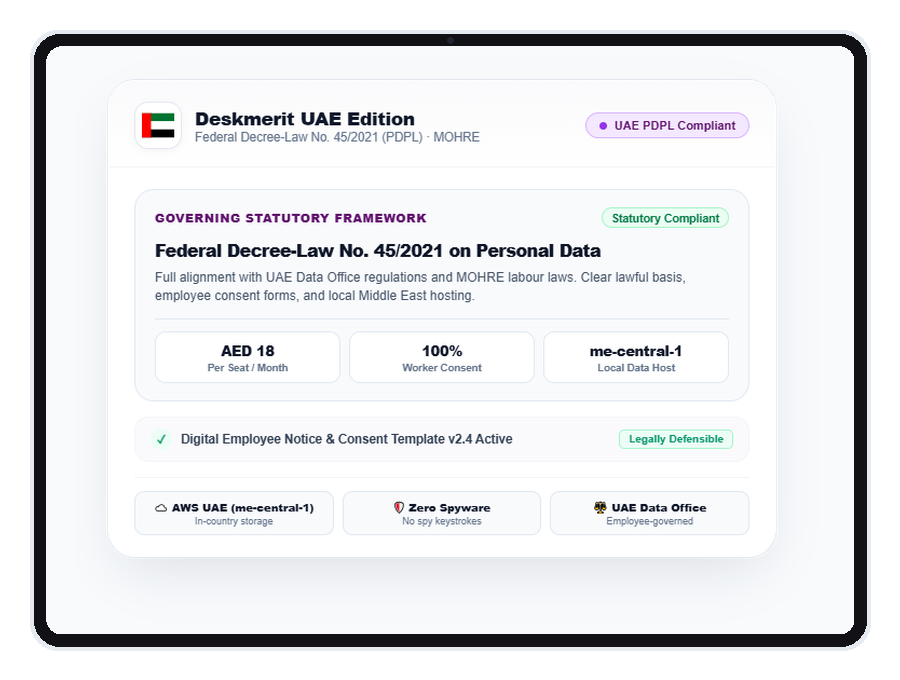 Deskmerit UAE Edition
Federal Decree-Law No. 45/2021 (PDPL) · MOHRE
UAE PDPL Compliant
GOVERNING STATUTORY FRAMEWORK
Statutory Compliant
Federal Decree-Law No. 45/2021 on Personal Data
Full alignment with UAE Data Office regulations and MOHRE labour laws. Clear lawful basis,
employee consent forms, and local Middle East hosting.
AED 18
Per Seat / Month
100%
Worker Consent
me-central-1
Local Data Host
Digital Employee Notice & Consent Template v2.4 Active
Legally Defensible
AWS UAE (me-central-1)
In-country storage
Zero Spyware
No spy keystrokes
UAE Data Office
Employee-governed